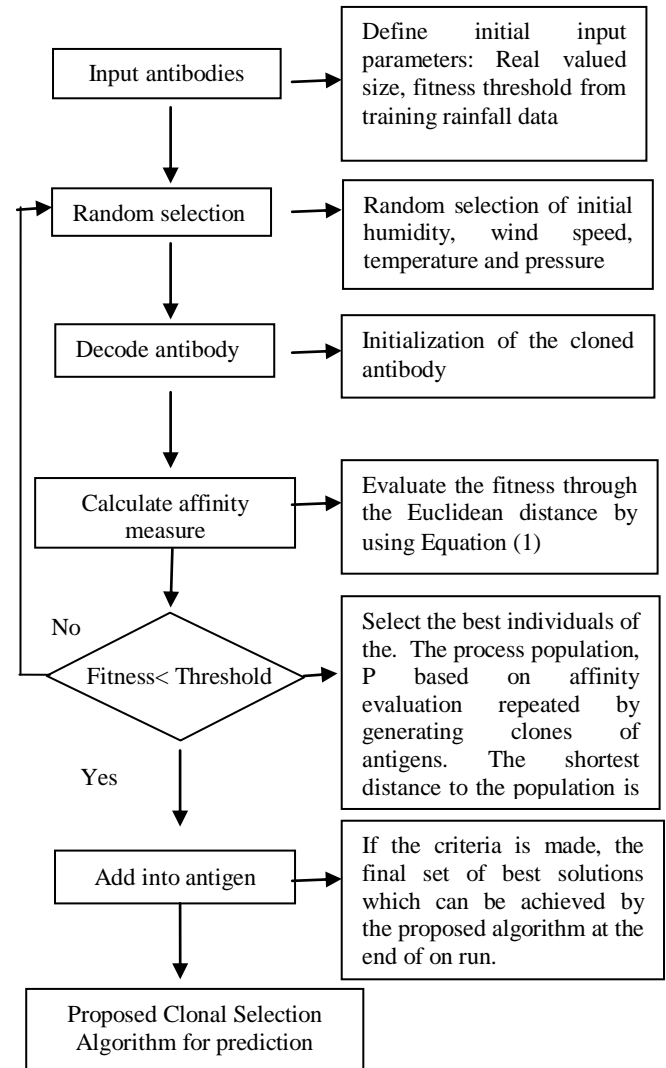 Input antibodies
Define initial input
parameters: Real valued
size, fitness threshold from
training rainfall data
Random selection
Random selection of initial
humidity, wind speed,
temperature and pressure
Decode antibody
Initialization of the cloned
antibody
Calculate affinity
measure
Evaluate the fitness through
the Euclidean distance by
using Equation (1)
No
Fitness< Threshold
Yes
Select the best individuals of
the. The process population,
P based on affinity
evaluation repeated by
generating clones of
antigens. The shortest
distance to the population is
Add into antigen
If the criteria is made, the
final set of best solutions
which can be achieved by
the proposed algorithm at the
end of on run.
Proposed Clonal Selection
Algorithm for prediction